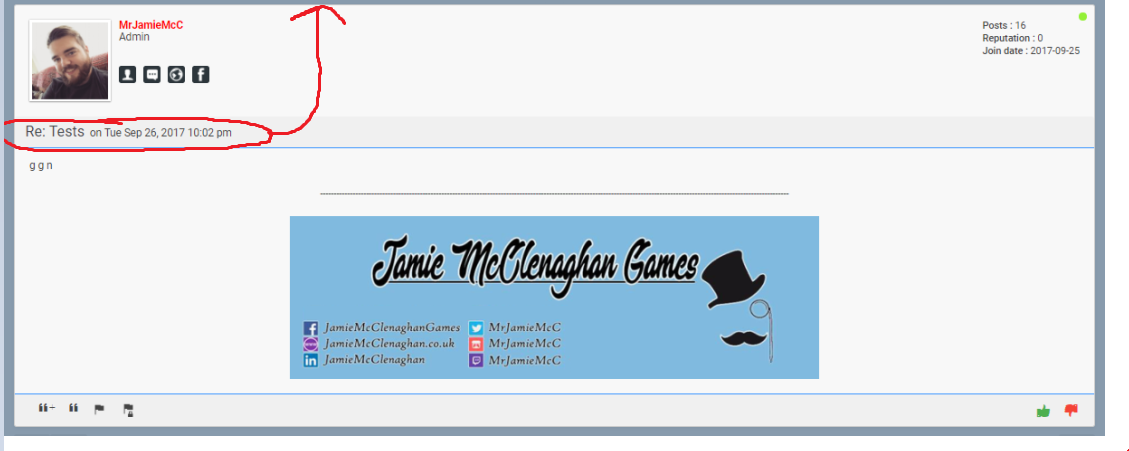 MrJamieMcC
Admin
Posts : 16
Reputation : 0
Join date : 2017-09-25
Re: Tests on Tue Sep 26, 2017 10:02 pm
g g n
Jamie McClenaghan Games
JamieMcClenaghanGames MrJamieMcC
JamieMcClenaghan.co.uk MrJamieMcC
JamieMcClenaghan MrJamieMcC